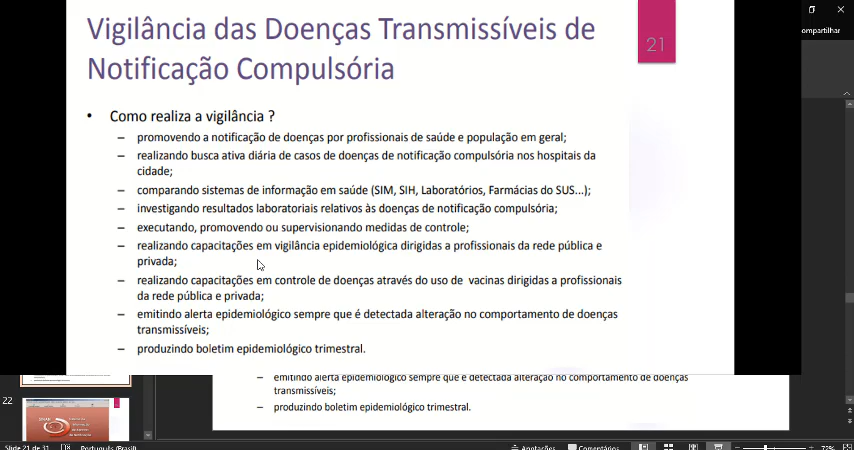 Vigilância das Doenças Transmissíveis de
Notificação Compulsória
21
ompartilhar
• Como realiza a vigilância ?
– promovendo a notificação de doenças por profissionais de saúde e população em geral;
– realizando busca ativa diária de casos de doenças de notificação compulsória nos hospitais da
cidade;
– comparando sistemas de informação em saúde (SIM, SIH, Laboratórios, Farmácias do SUS...);
– investigando resultados laboratoriais relativos às doenças de notificação compulsória;
– executando, promovendo ou supervisionando medidas de controle;
– realizando capacitações em vigilância epidemiológica dirigidas a profissionais da rede pública e
privada;
– realizando capacitações em controle de doenças através do uso de vacinas dirigidas a profissionais
da rede pública e privada;
– emitindo alerta epidemiológico sempre que é detectada alteração no comportamento de doenças
transmissíveis;
– produzindo boletim epidemiológico trimestral.
– emitindo alerta epidemiológico sempre que é detectada alteração no comportamento de doenças
transmissíveis;
– produzindo boletim epidemiológico trimestral.
22
Slide 21 de 31
Português (Brasil)
Anotações
Comentários
72%